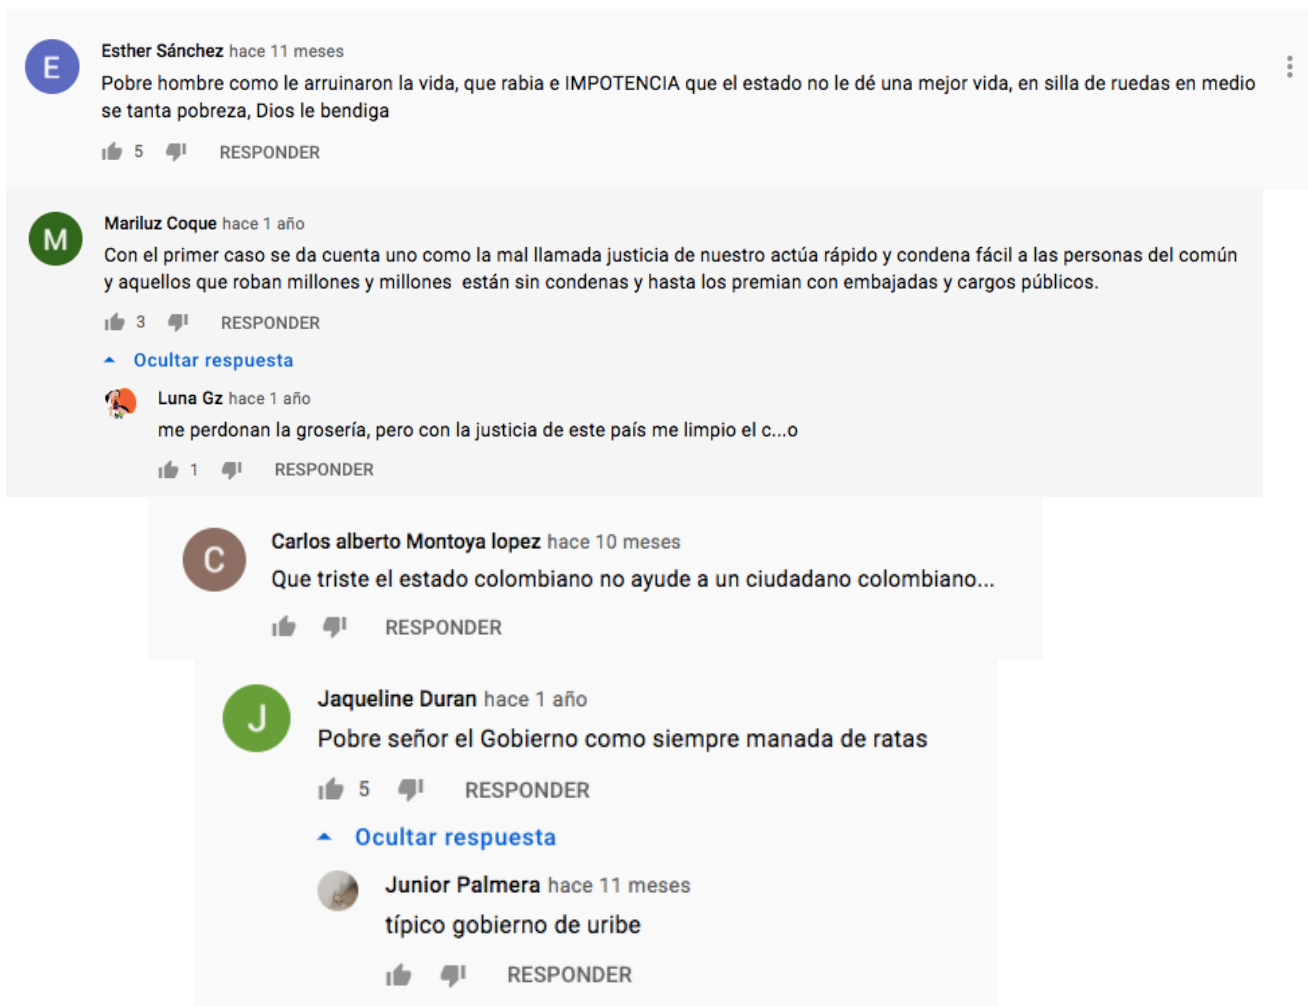 E
Esther Sánchez hace 11 meses
Pobre hombre como le arruinaron la vida, que rabia e IMPOTENCIA que el estado no le dé una mejor vida, en silla de ruedas en medio
se tanta pobreza, Dios le bendiga
5 RESPONDER
M
Mariluz Coque hace 1 año
Con el primer caso se da cuenta uno como la mal llamada justicia de nuestro actúa rápido y condena fácil a las personas del común
y aquellos que roban millones y millones  están sin condenas y hasta los premian con embajadas y cargos públicos.
3 RESPONDER
Ocultar respuesta
Luna Gz hace 1 año
me perdonan la grosería, pero con la justicia de este país me limpio el c...o
1 RESPONDER
C
Carlos alberto Montoya lopez hace 10 meses
Que triste el estado colombiano no ayude a un ciudadano colombiano...
RESPONDER
J
Jaqueline Duran hace 1 año
Pobre señor el Gobierno como siempre manada de ratas
5 RESPONDER
Ocultar respuesta
Junior Palmera hace 11 meses
típico gobierno de uribe
RESPONDER